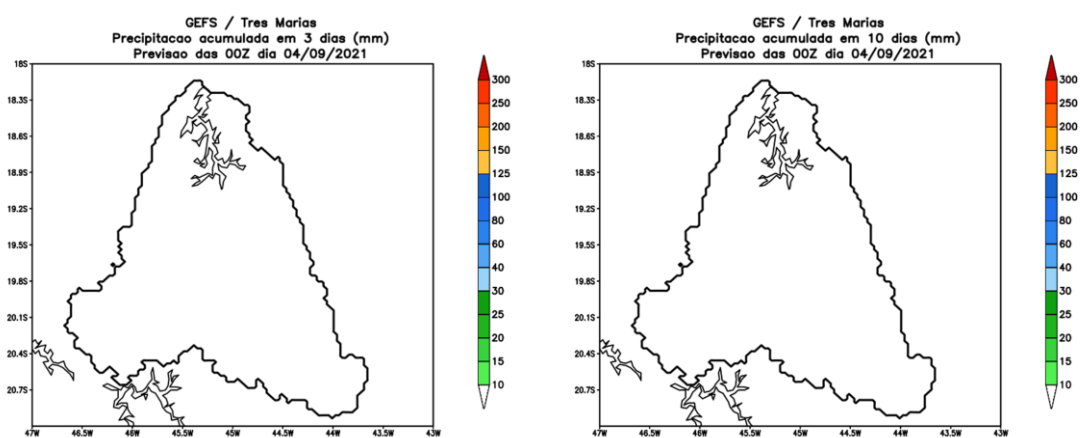 GEFS / Tres Marias
Precipitacao acumulada em 3 dias (mm)
Previsao das 00Z dia 04/09/2021
18S
18.3S
18.6S
18.9S
19.2S
19.5S
19.8S
20.1S
20.4S
20.7S
47W
46.5W
46W
45.5W
45W
44.5W
44W
43.5W
43W
300
250
200
150
125
100
80
60
40
30
25
20
15
10
GEFS / Tres Marias
Precipitacao acumulada em 10 dias (mm)
Previsao das 00Z dia 04/09/2021
18S
18.3S
18.6S
18.9S
19.2S
19.5S
19.8S
20.1S
20.4S
20.7S
47W
46.5W
46W
45.5W
45W
44.5W
44W
43.5W
43W
300
250
200
150
125
100
80
60
40
30
25
20
15
10